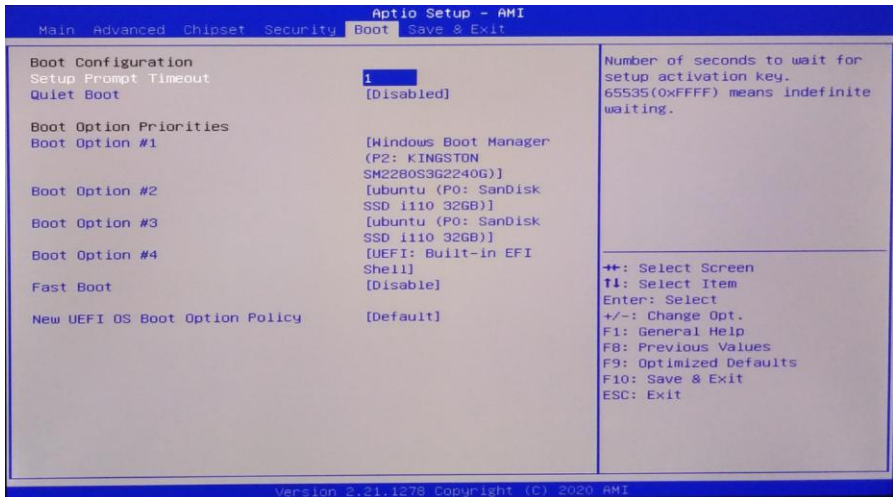 Aptio Setup - AMI
Main Advanced Chipset Security Boot Save & Exit
Boot Configuration
Setup Prompt Timeout 1
Quiet Boot [Disabled]
Boot Option Priorities
Boot Option #1 [Windows Boot Manager
(P2: KINGSTON
SM2280S3G2240G)]
Boot Option #2 [ubuntu (P0: SanDisk
SSD i110 32GB)]
Boot Option #3 [ubuntu (P0: SanDisk
SSD i110 32GB)]
Boot Option #4 [UEFI: Built-in EFI
Shell]
Fast Boot [Disable]
New UEFI OS Boot Option Policy [Default]
Number of seconds to wait for
setup activation key.
65535(0xFFFF) means indefinite
waiting.
→←: Select Screen
↑↓: Select Item
Enter: Select
+/-: Change Opt.
F1: General Help
F8: Previous Values
F9: Optimized Defaults
F10: Save & Exit
ESC: Exit
Version 2.21.1278 Copyright (C) 2020 AMI